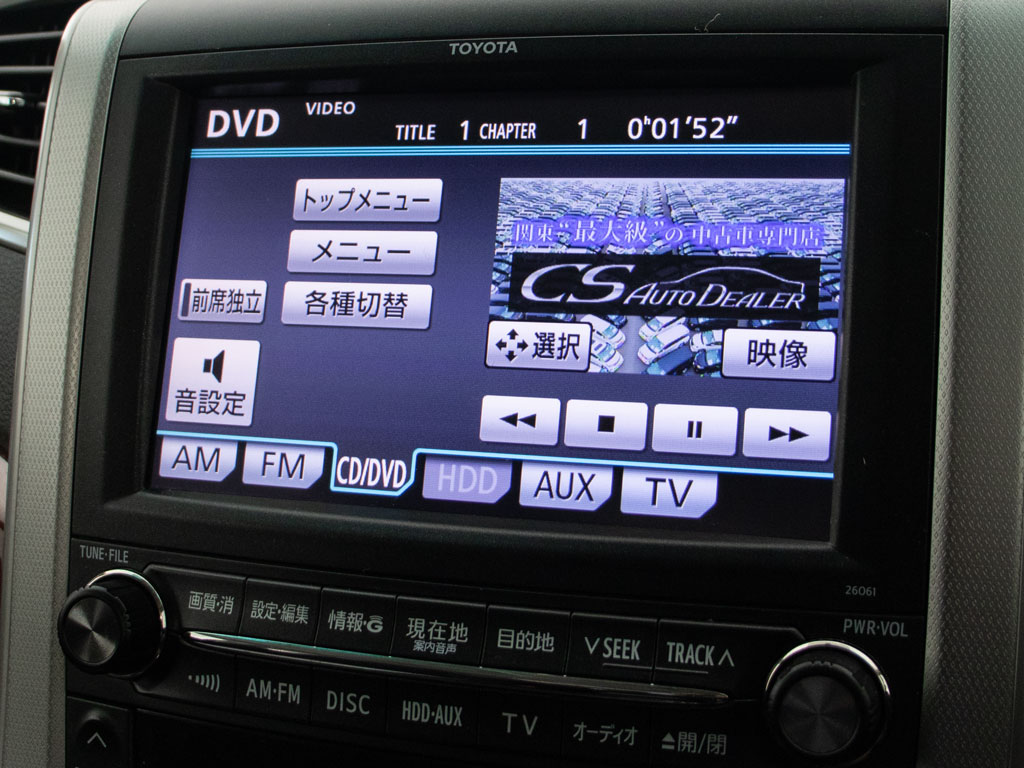 TOYOTA
DVD VIDEO
TITLE 1 CHAPTER 1 0ʰ01′52″
トップメニュー
メニュー
前席独立 各種切替
音設定
関東“最大級”の中古車専門店
CS AUTO DEALER
選択 映像
AM FM CD/DVD HDD AUX TV
TUNE·FILE
26061
PWR·VOL
画質·消 設定·編集 情報·G 現在地 目的地 ∨SEEK TRACK∧
案内音声
AM·FM DISC HDD·AUX TV オーディオ ≜開/閉